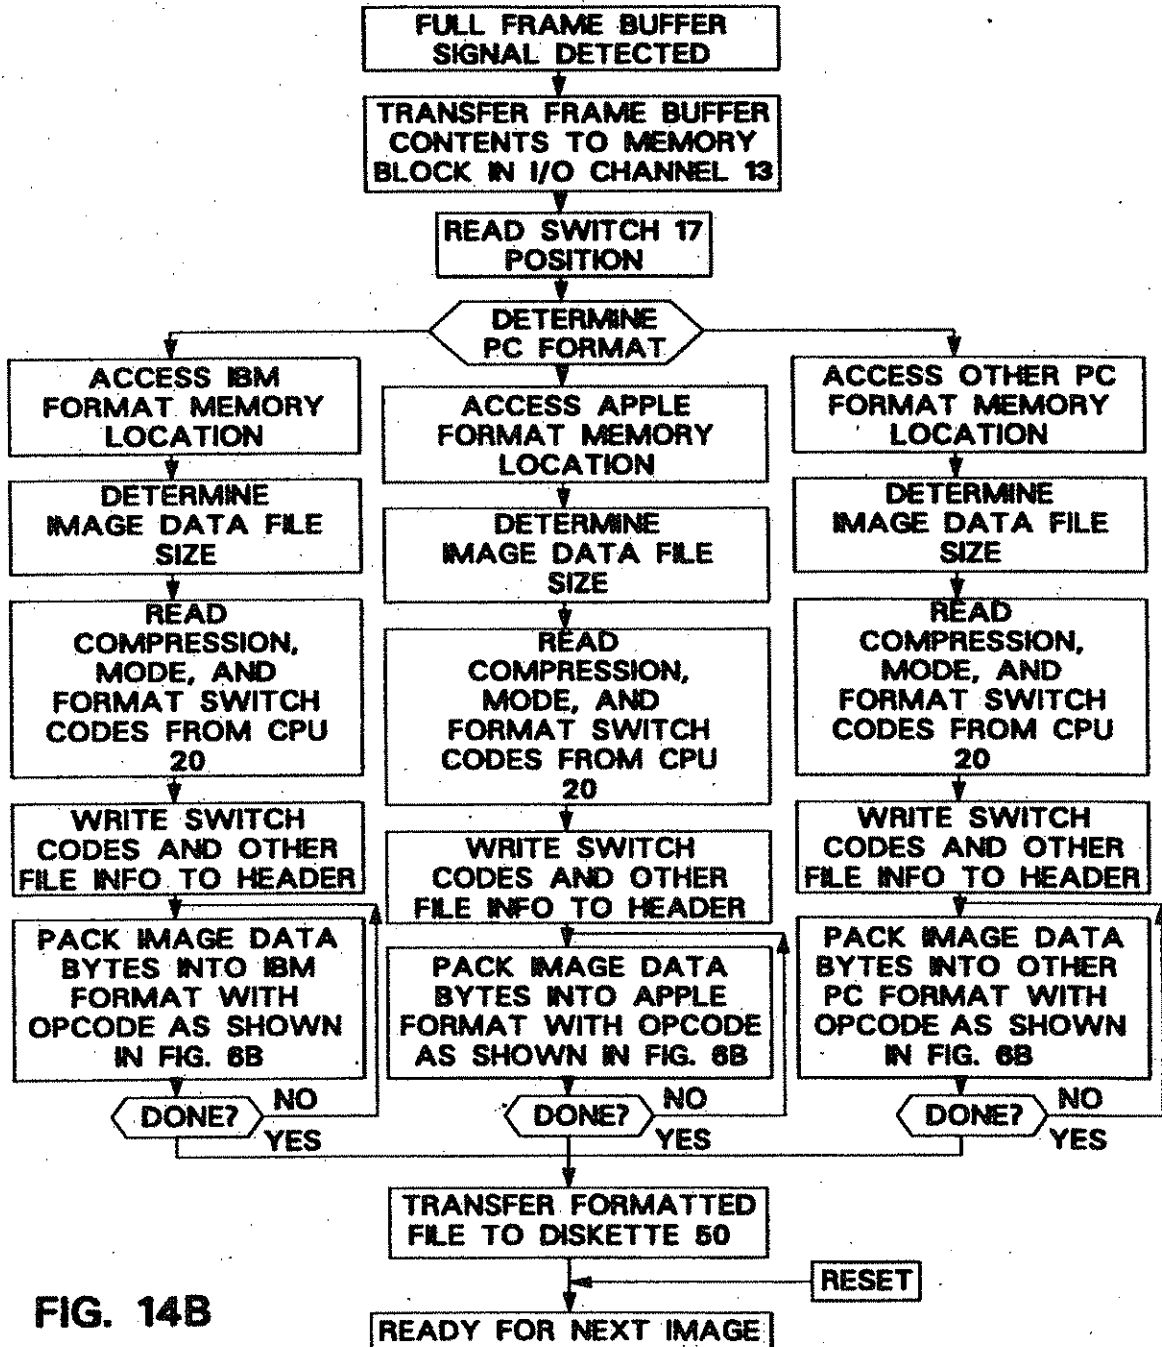 FULL FRAME BUFFER
SIGNAL DETECTED
TRANSFER FRAME BUFFER
CONTENTS TO MEMORY
BLOCK IN I/O CHANNEL 13
READ SWITCH 17
POSITION
DETERMINE
PC FORMAT
ACCESS IBM
FORMAT MEMORY
LOCATION
DETERMINE
IMAGE DATA FILE
SIZE
READ
COMPRESSION,
MODE, AND
FORMAT SWITCH
CODES FROM CPU
20
WRITE SWITCH
CODES AND OTHER
FILE INFO TO HEADER
PACK IMAGE DATA
BYTES INTO IBM
FORMAT WITH
OPCODE AS SHOWN
IN FIG. 6B
DONE?
NO
YES
ACCESS APPLE
FORMAT MEMORY
LOCATION
DETERMINE
IMAGE DATA FILE
SIZE
READ
COMPRESSION,
MODE, AND
FORMAT SWITCH
CODES FROM CPU
20
WRITE SWITCH
CODES AND OTHER
FILE INFO TO HEADER
PACK IMAGE DATA
BYTES INTO APPLE
FORMAT WITH OPCODE
AS SHOWN IN FIG. 6B
DONE?
NO
YES
ACCESS OTHER PC
FORMAT MEMORY
LOCATION
DETERMINE
IMAGE DATA FILE
SIZE
READ
COMPRESSION,
MODE, AND
FORMAT SWITCH
CODES FROM CPU
20
WRITE SWITCH
CODES AND OTHER
FILE INFO TO HEADER
PACK IMAGE DATA
BYTES INTO OTHER
PC FORMAT WITH
OPCODE AS SHOWN
IN FIG. 6B
DONE?
NO
YES
TRANSFER FORMATTED
FILE TO DISKETTE 50
RESET
READY FOR NEXT IMAGE
FIG. 14B